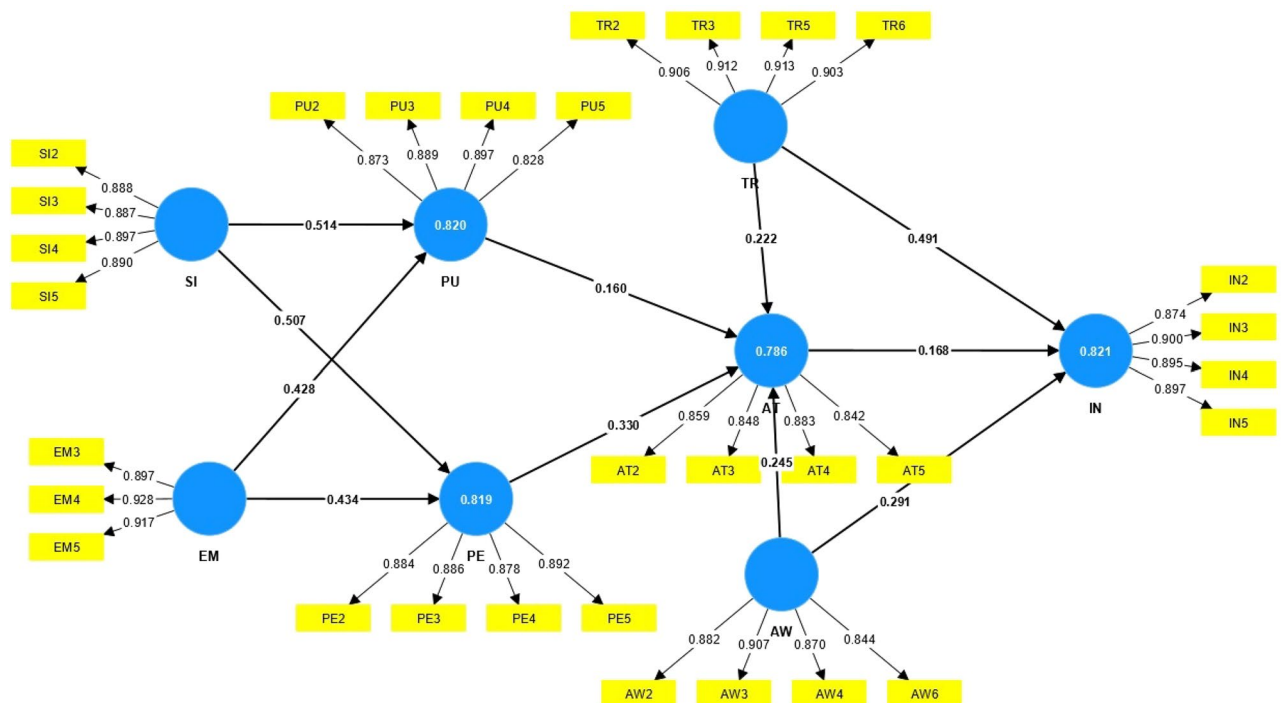 TR2 TR3 TR5 TR6
0.906 0.912 0.913 0.903
TR
PU2 PU3 PU4 PU5
0.873 0.889 0.897 0.828
0.820
PU
SI2
SI3
SI4
SI5
0.888
0.887
0.897
0.890
SI
0.514
0.507
0.428
0.434
0.160
0.330
0.222
0.491
0.245
0.168
0.291
0.786
AT
0.859 0.848 0.883 0.842
AT2 AT3 AT4 AT5
0.821
IN
0.874
0.900
0.895
0.897
IN2
IN3
IN4
IN5
EM3
EM4
EM5
0.897
0.928
0.917
EM
0.819
PE
0.884 0.886 0.878 0.892
PE2 PE3 PE4 PE5
AW
0.882 0.907 0.870 0.844
AW2 AW3 AW4 AW6